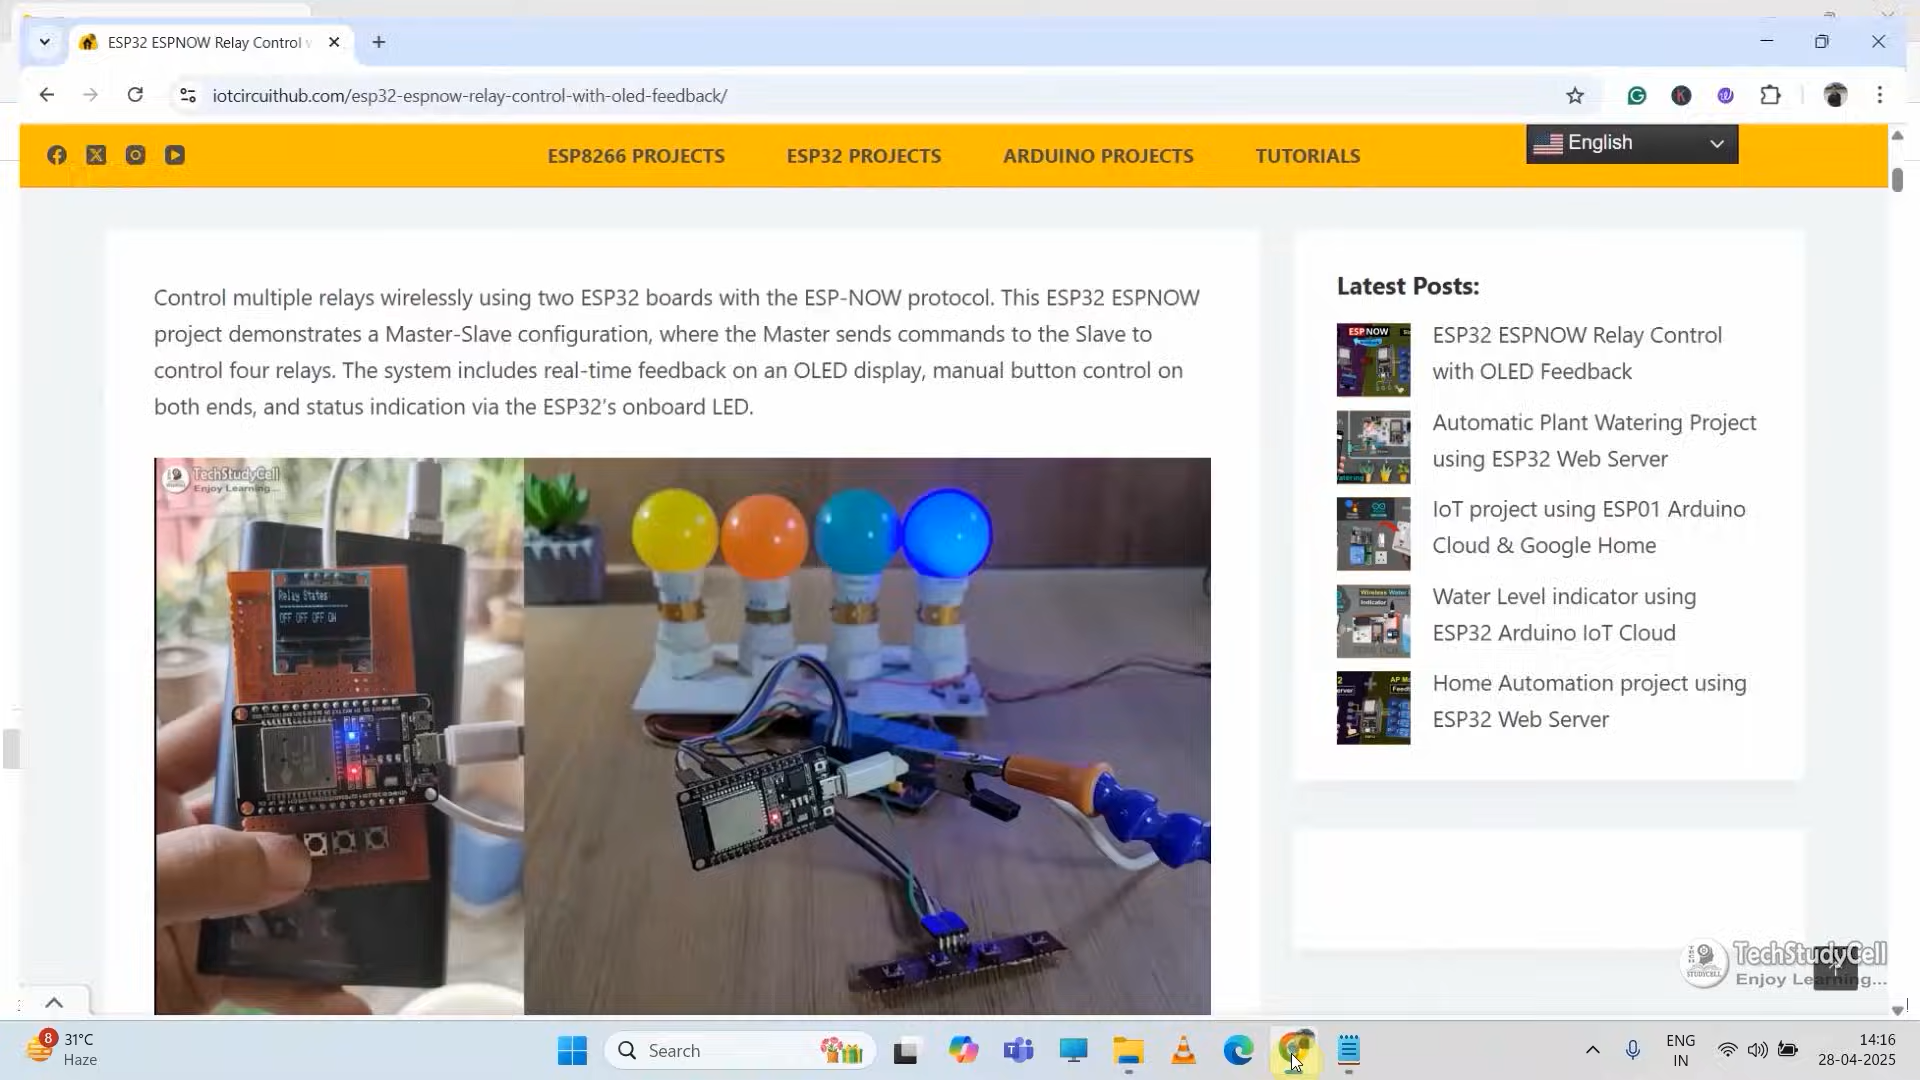 ESP32 ESPNOW Relay Control
iotcircuithub.com/esp32-espnow-relay-control-with-oled-feedback/
ESP8266 PROJECTS
ESP32 PROJECTS
ARDUINO PROJECTS
TUTORIALS
English
Control multiple relays wirelessly using two ESP32 boards with the ESP-NOW protocol. This ESP32 ESPNOW
project demonstrates a Master-Slave configuration, where the Master sends commands to the Slave to
control four relays. The system includes real-time feedback on an OLED display, manual button control on
both ends, and status indication via the ESP32's onboard LED.
TechStudyCell
Enjoy Learning...
Relay States:
OFF OFF OFF ON
Latest Posts:
ESP32 ESPNOW Relay Control
with OLED Feedback
Automatic Plant Watering Project
using ESP32 Web Server
IoT project using ESP01 Arduino
Cloud & Google Home
Water Level indicator using
ESP32 Arduino IoT Cloud
Home Automation project using
ESP32 Web Server
TechStudyCell
Enjoy Learning...
8
31°C
Haze
Search
ENG
IN
14:16
28-04-2025